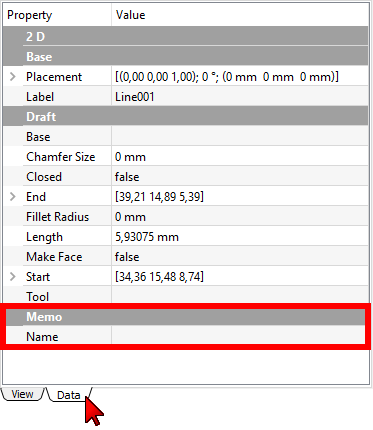 Property Value
2 D
Base
Placement [(0,00 0,00 1,00); 0 °; (0 mm 0 mm 0 mm)]
Label Line001
Draft
Base
Chamfer Size 0 mm
Closed false
End [39,21 14,89 5,39]
Fillet Radius 0 mm
Length 5,93075 mm
Make Face false
Start [34,36 15,48 8,74]
Tool
Memo
Name
View Data